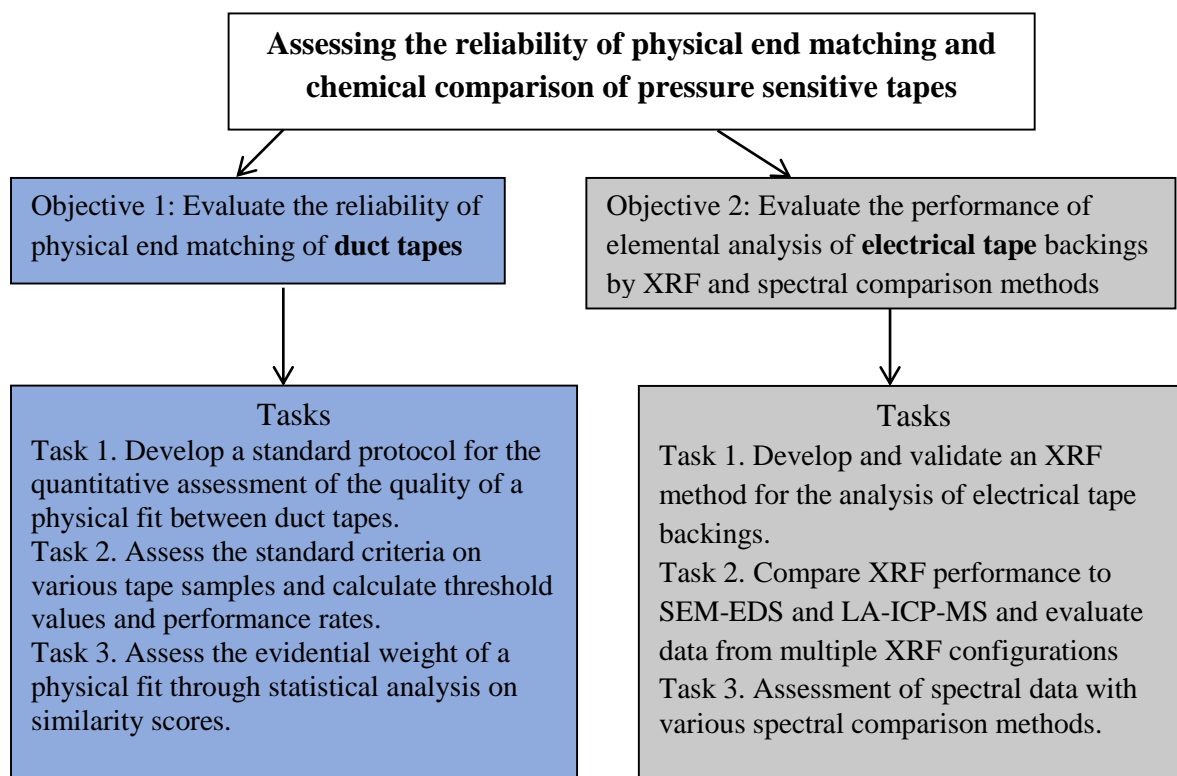 Assessing the reliability of physical end matching and
chemical comparison of pressure sensitive tapes
Objective 1: Evaluate the reliability of
physical end matching of duct tapes
Objective 2: Evaluate the performance of
elemental analysis of electrical tape backings
by XRF and spectral comparison methods
Tasks
Task 1. Develop a standard protocol for the
quantitative assessment of the quality of a
physical fit between duct tapes.
Task 2. Assess the standard criteria on
various tape samples and calculate threshold
values and performance rates.
Task 3. Assess the evidential weight of a
physical fit through statistical analysis on
similarity scores.
Tasks
Task 1. Develop and validate an XRF
method for the analysis of electrical tape
backings.
Task 2. Compare XRF performance to
SEM-EDS and LA-ICP-MS and evaluate
data from multiple XRF configurations
Task 3. Assessment of spectral data with
various spectral comparison methods.